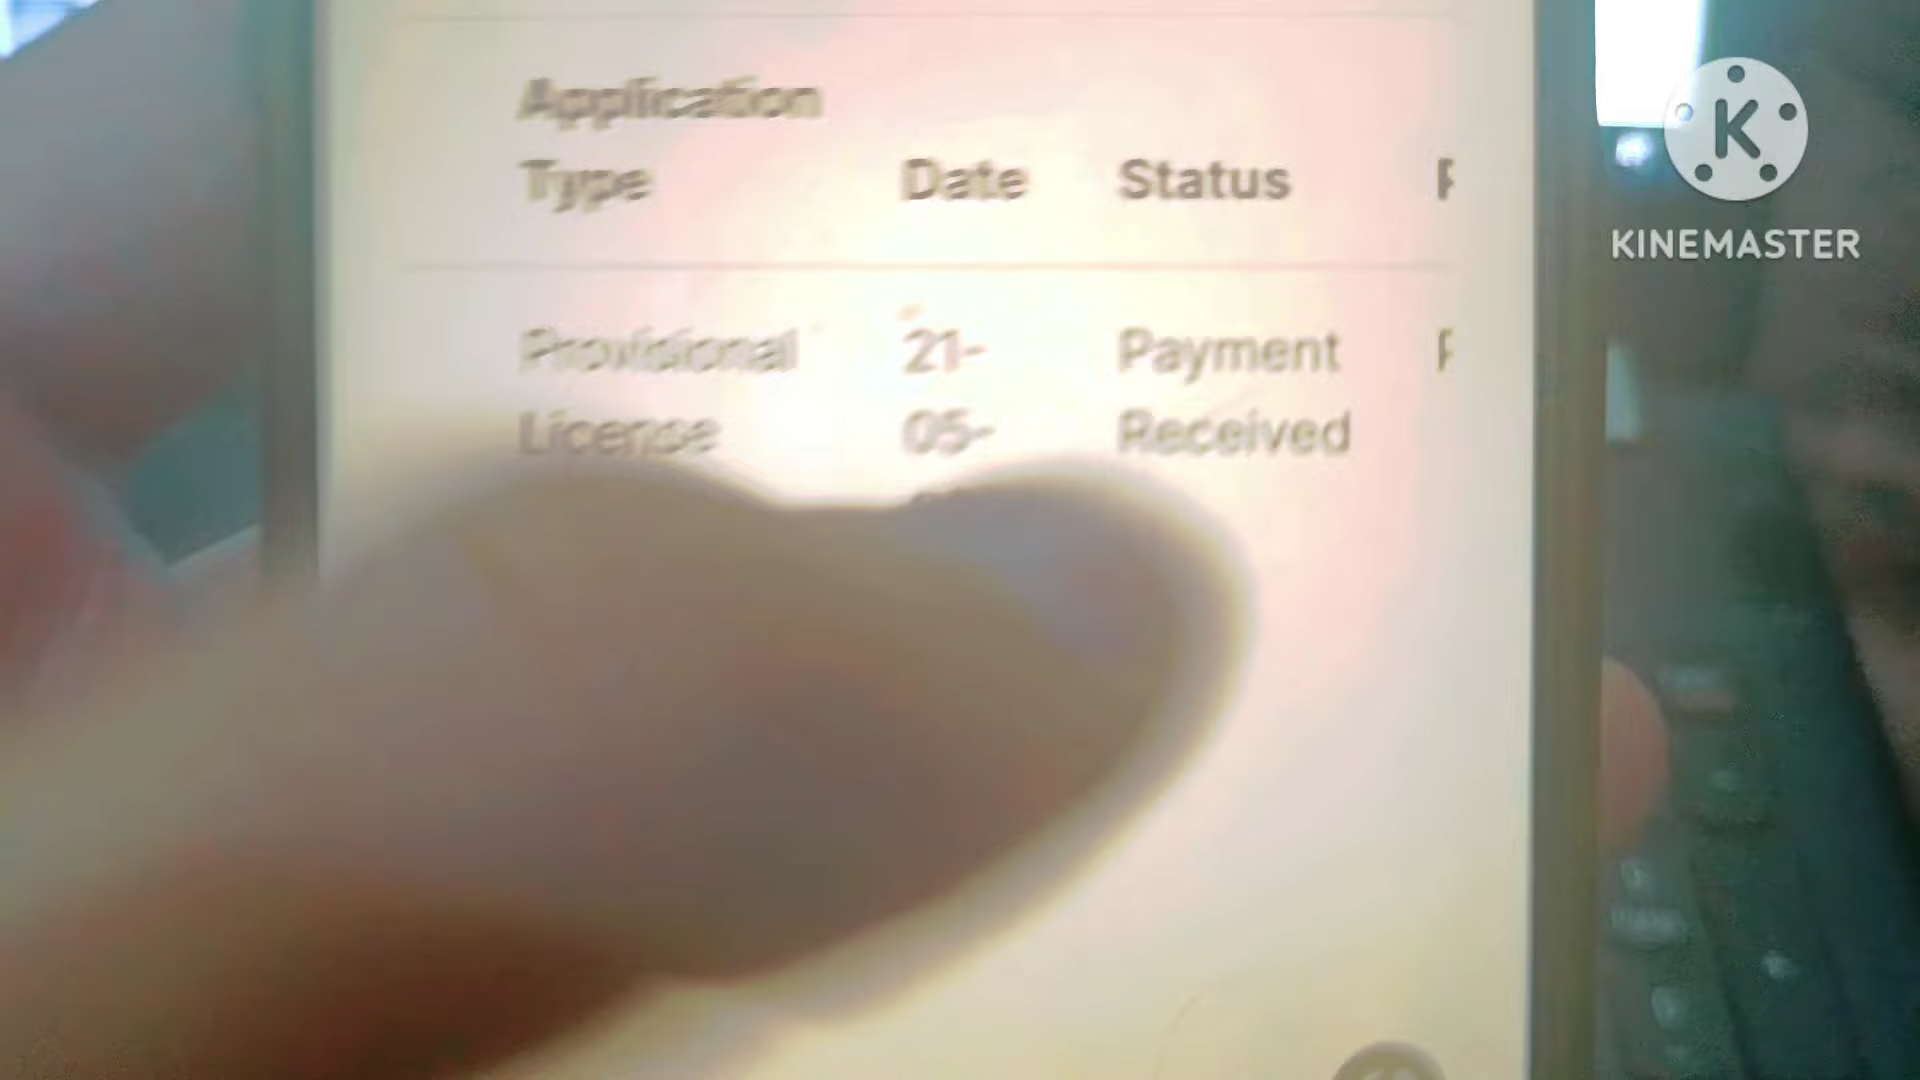 Application
Type Date Status
Provisional 21- Payment
License 05- Received
K
KINEMASTER